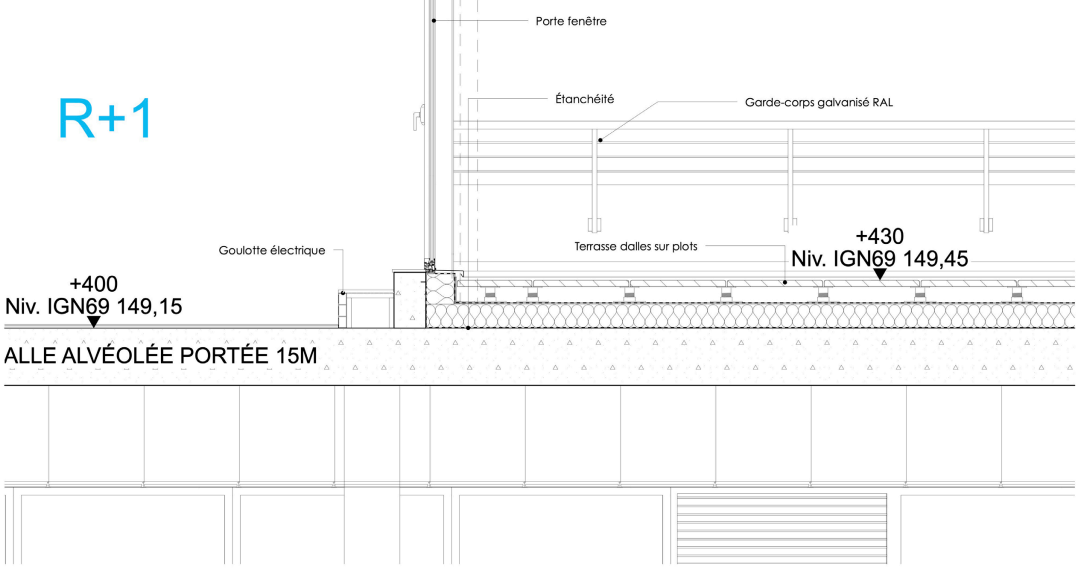 Porte fenêtre
Étanchéité
Garde-corps galvanisé RAL
R+1
Goulotte électrique
Terrasse dalles sur plots
+430
Niv. IGN69 149,45
+400
Niv. IGN69 149,15
ALLE ALVÉOLÉE PORTÉE 15M